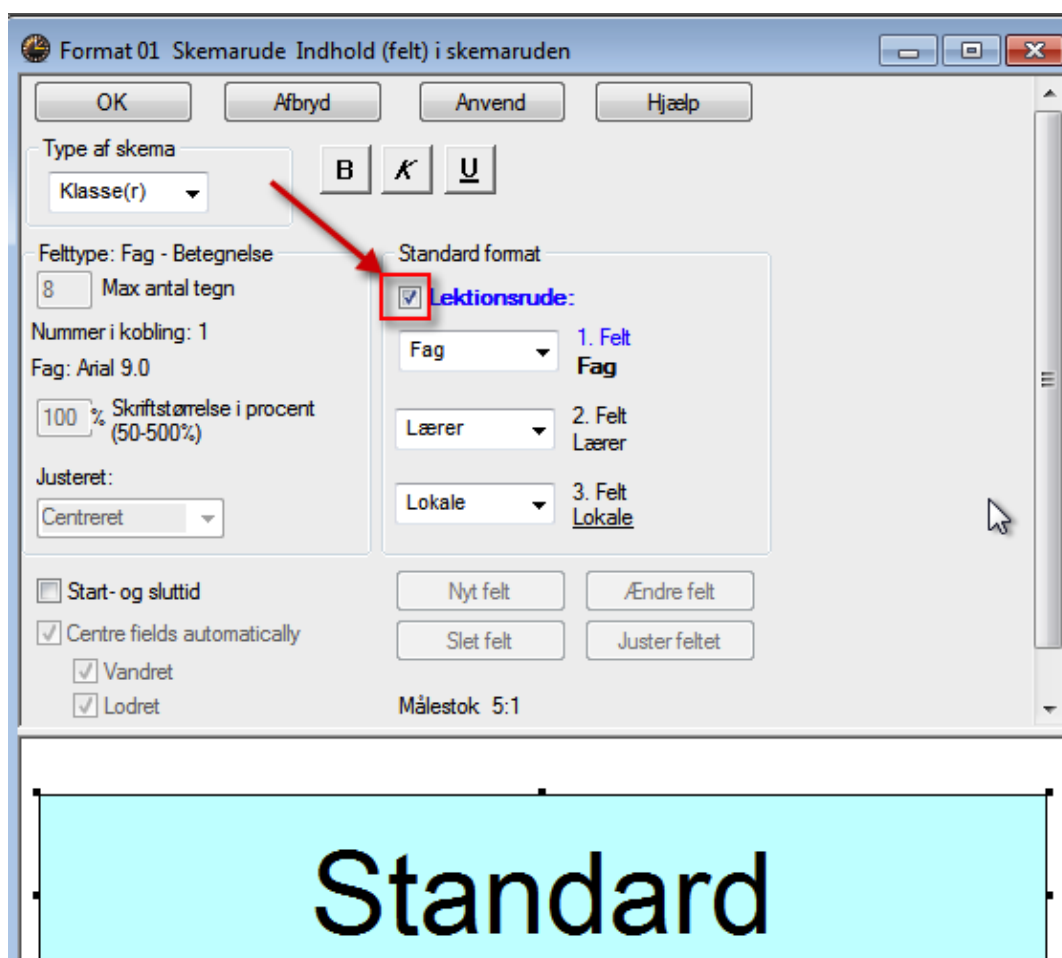 Format 01 Skemarude Indhold (felt) i skemaruden
OK Afbryd Anvend Hjælp
Type af skema
Klasse(r)
B K U
Felttype: Fag - Betegnelse
8 Max antal tegn
Nummer i kobling: 1
Fag: Arial 9.0
100 % Skriftstørrelse i procent
(50-500%)
Justeret:
Centreret
Standard format
Lektionsrude:
Fag 1. Felt
Fag
Lærer 2. Felt
Lærer
Lokale 3. Felt
Lokale
Start- og sluttid
Centre fields automatically
Vandret
Lodret
Nyt felt Ændre felt
Slet felt Juster feltet
Målestok 5:1
Standard